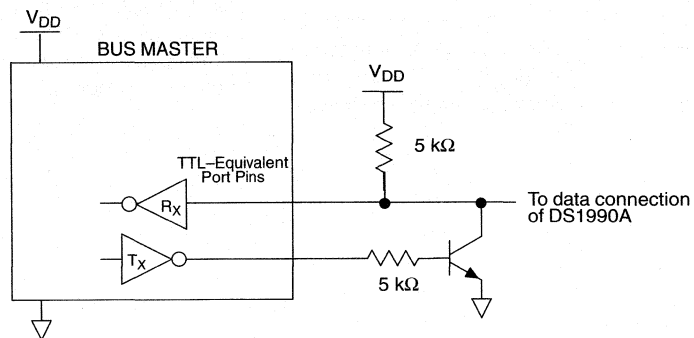 VDD
BUS MASTER
VDD
5 kΩ
TTL–Equivalent
Port Pins
RX
To data connection
of DS1990A
TX
5 kΩ